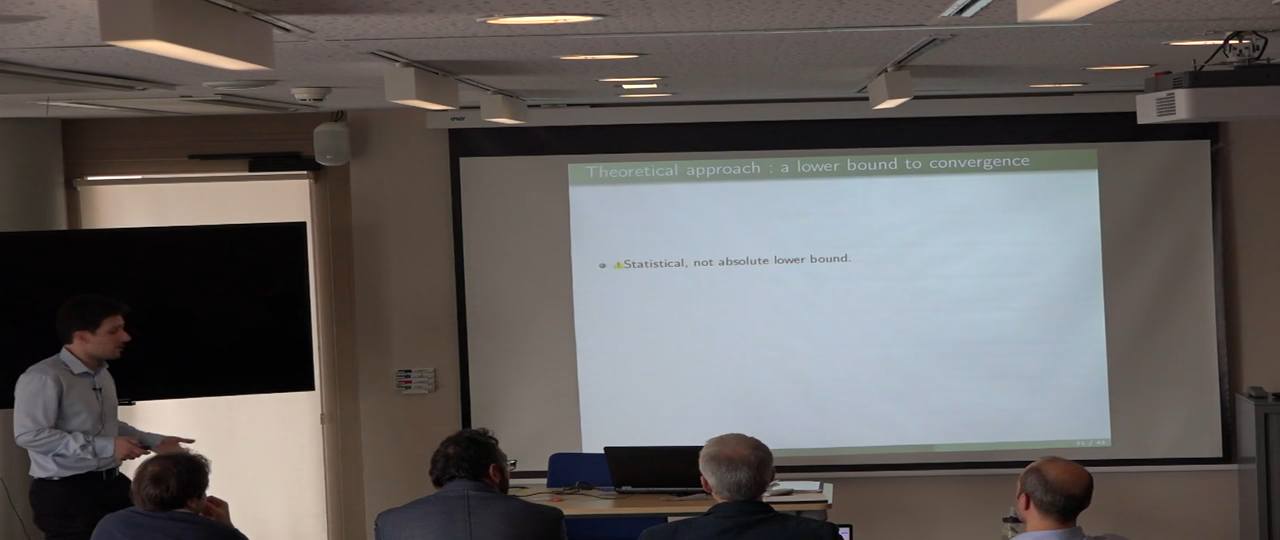 Theoretical approach : a lower bound to convergence
Statistical, not absolute lower bound.